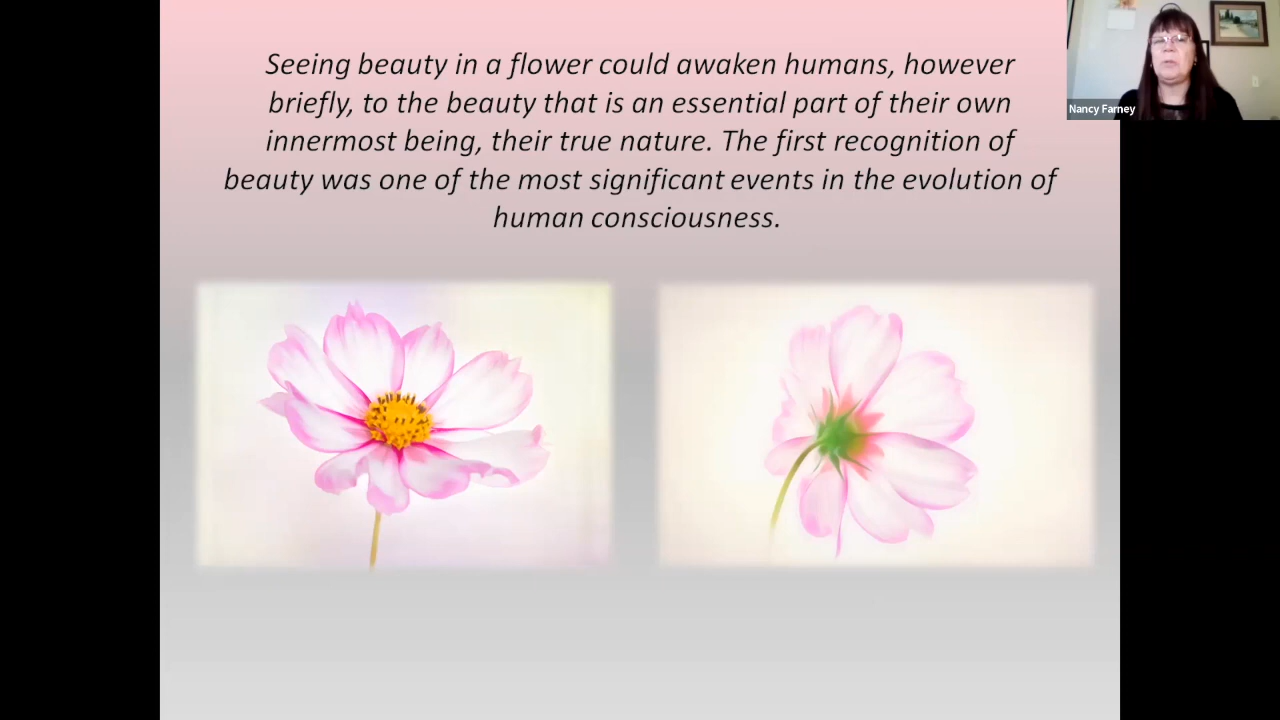 Seeing beauty in a flower could awaken humans, however
briefly, to the beauty that is an essential part of their own
innermost being, their true nature. The first recognition of
beauty was one of the most significant events in the evolution of
human consciousness.
Nancy Farney